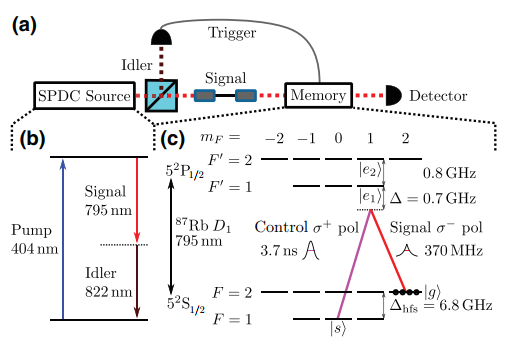 (a)
Trigger
Idler
Signal
SPDC Source
Memory
Detector
(b)
Signal
795 nm
Pump
404 nm
Idler
822 nm
(c)
m_F = −2 −1 0 1 2
F′ = 2
5²P₁/₂
|e₂⟩
0.8 GHz
F′ = 1
|e₁⟩
Δ = 0.7 GHz
⁸⁷Rb D₁
795 nm
Control σ⁺ pol
3.7 ns
Signal σ⁻ pol
370 MHz
F = 2
|g⟩
5²S₁/₂
Δ_hfs = 6.8 GHz
F = 1
|s⟩